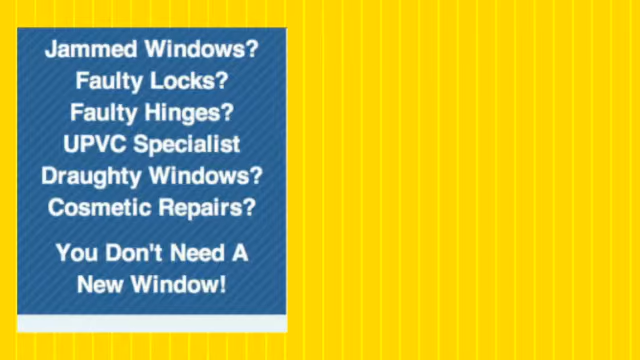 Jammed Windows?
Faulty Locks?
Faulty Hinges?
UPVC Specialist
Draughty Windows?
Cosmetic Repairs?
You Don't Need A
New Window!